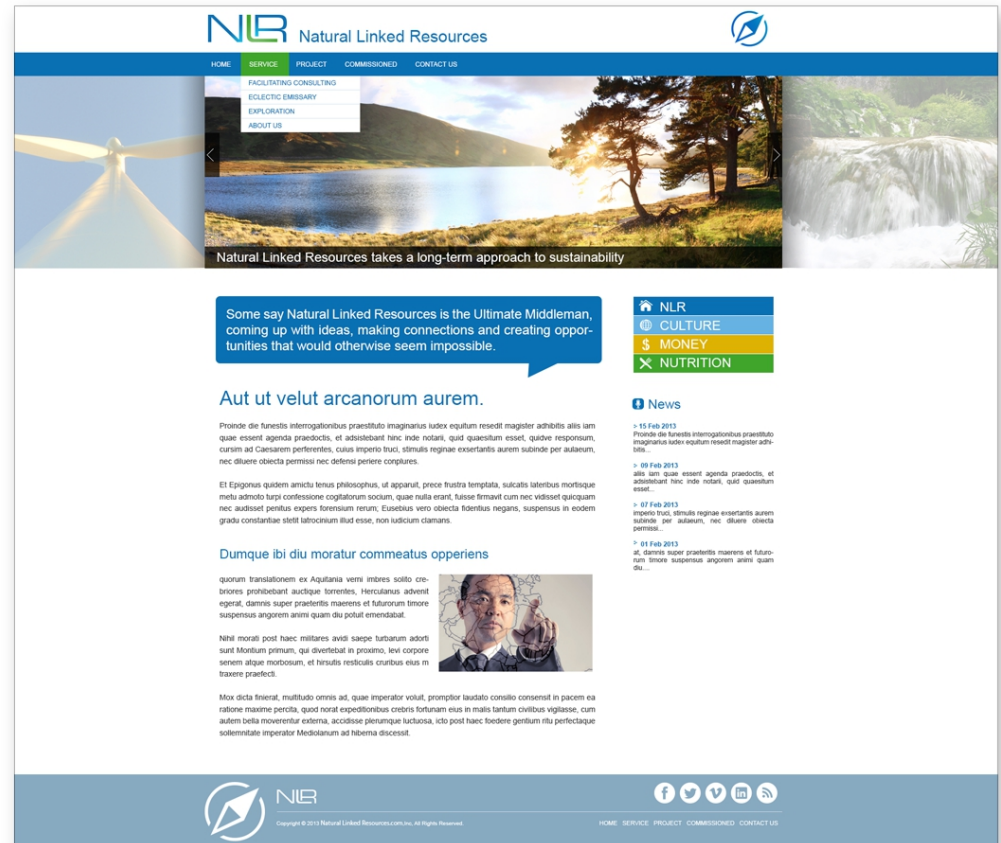 NLR Natural Linked Resources
HOME SERVICE PROJECT COMMISSIONED CONTACT US
FACILITATING CONSULTING
ECLECTIC EMISSARY
EXPLORATION
ABOUT US
Natural Linked Resources takes a long-term approach to sustainability
Some say Natural Linked Resources is the Ultimate Middleman,
coming up with ideas, making connections and creating oppor-
tunities that would otherwise seem impossible.
Aut ut velut arcanorum aurem.
Proinde die funestis interrogationibus praestituto imaginarius iudex equitum resedit magister adhibitis aliis iam
quae essent agenda praedoctis, et adsistebant hinc inde notarii, quid quaesitum esset, quidve responsum,
cursim ad Caesarem perferentes, cuius imperio truci, stimulis reginae exsertantis aurem subinde per aulaeum,
nec diluere obiecta permissi nec defensi periere conplures.
Et Epigonus quidem amictu tenus philosophus, ut apparuit, prece frustra temptata, sulcatis lateribus mortisque
metu admoto turpi confessione cogitatorum socium, quae nulla erant, fuisse firmavit cum nec vidisset quicquam
nec audisset penitus expers forensium rerum; Eusebius vero obiecta fidentius negans, suspensus in eodem
gradu constantiae stetit latrocinium illud esse, non iudicium clamans.
Dumque ibi diu moratur commeatus opperiens
quorum translationem ex Aquitania verni imbres solito cre-
briores prohibebant auctique torrentes, Herculanus advenit
egerat, damnis super praeteritis maerens et futurorum timore
suspensus angorem animi quam diu potuit emendabat.
Nihil morati post haec militares avidi saepe turbarum adorti
sunt Montium primum, qui divertebat in proximo, levi corpore
senem atque morbosum, et hirsutis resticulis cruribus eius m
traxere praefecti.
Mox dicta finierat, multitudo omnis ad, quae imperator voluit, promptior laudato consilio consensit in pacem ea
ratione maxime percita, quod norat expeditionibus crebris fortunam eius in malis tantum civilibus vigilasse, cum
autem bella moverentur externa, accidisse plerumque luctuosa, icto post haec foedere gentium ritu perfectaque
sollemnitate imperator Mediolanum ad hiberna discessit.
NLR
CULTURE
$ MONEY
NUTRITION
News
> 15 Feb 2013
Proinde die funestis interrogationibus praestituto
imaginarius iudex equitum resedit magister adhi-
bitis...
> 09 Feb 2013
aliis iam quae essent agenda praedoctis, et
adsistebant hinc inde notarii, quid quaesitum
esset...
> 07 Feb 2013
imperio truci, stimulis reginae exsertantis aurem
subinde per aulaeum, nec diluere obiecta
permissi...
> 01 Feb 2013
at, damnis super praeteritis maerens et futuro-
rum timore suspensus angorem animi quam
diu....
NLR
Copyright © 2013 Natural Linked Resources.com.Inc. All Rights Reserved.
HOME SERVICE PROJECT COMMISSIONED CONTACT US